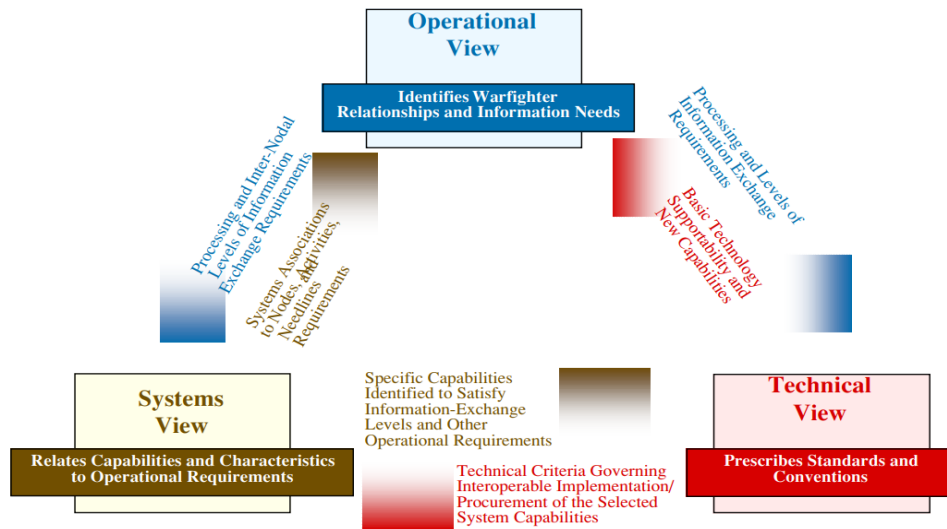 Operational
View
Identifies Warfighter
Relationships and Information Needs
Processing and Inter-Nodal
Levels of Information
Exchange Requirements
Systems Associations
to Nodes, Activities,
and
Needlines
Requirements
Processing and Levels of
Information Exchange
Requirements
Basic Technology
Supportability and
New Capabilities
Systems
View
Relates Capabilities and Characteristics
to Operational Requirements
Specific Capabilities
Identified to Satisfy
Information-Exchange
Levels and Other
Operational Requirements
Technical Criteria Governing
Interoperable Implementation/
Procurement of the Selected
System Capabilities
Technical
View
Prescribes Standards and
Conventions